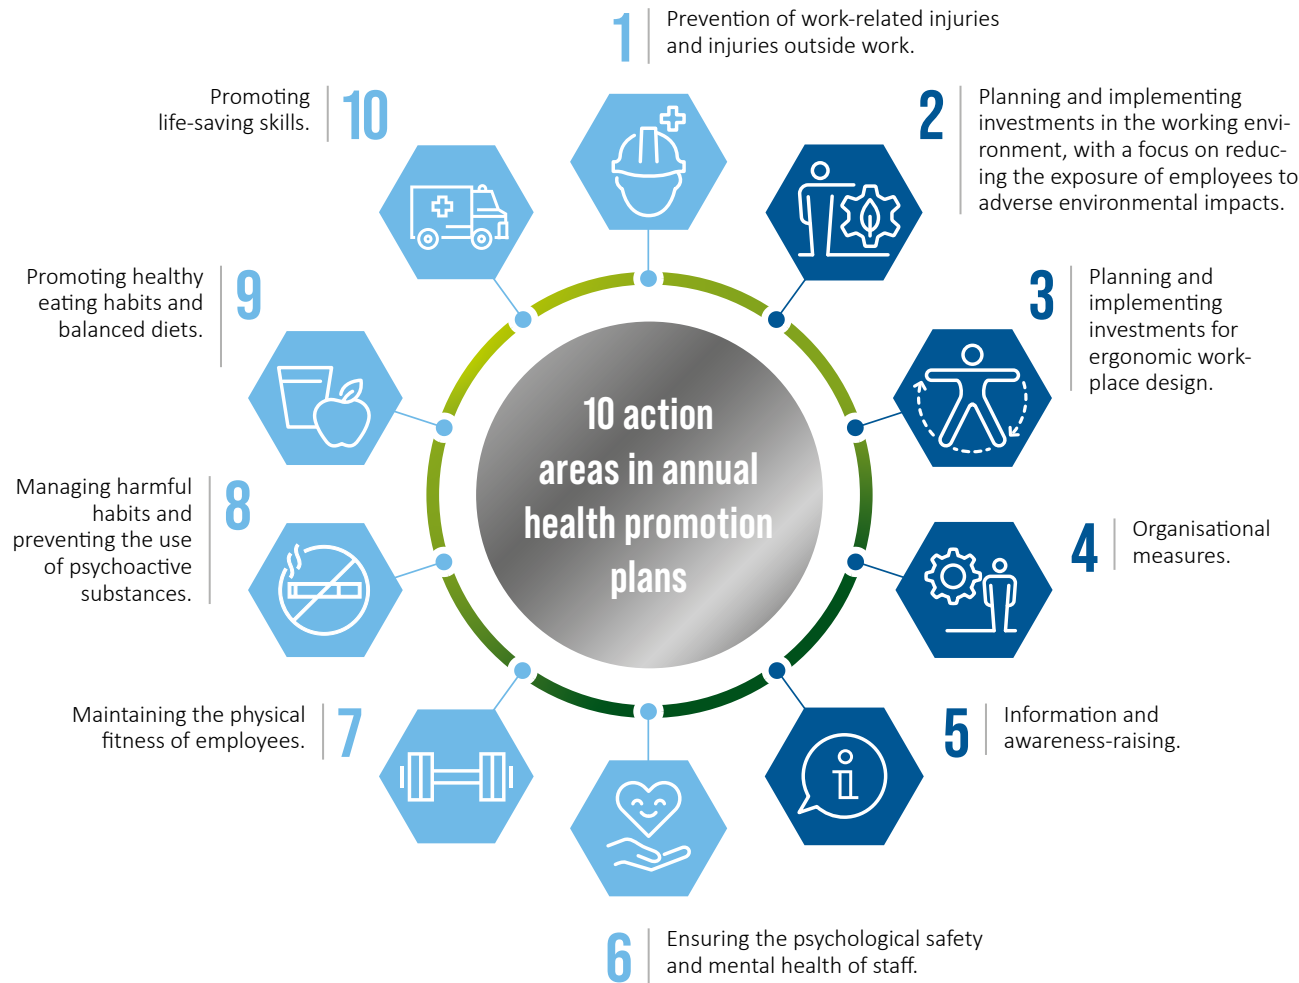 10 action
areas in annual
health promotion
plans
1
Prevention of work-related injuries
and injuries outside work.
2
Planning and implementing
investments in the working envi-
ronment, with a focus on reduc-
ing the exposure of employees to
adverse environmental impacts.
3
Planning and
implementing
investments for
ergonomic work-
place design.
4
Organisational
measures.
5
Information and
awareness-raising.
6
Ensuring the psychological safety
and mental health of staff.
7
Maintaining the physical
fitness of employees.
8
Managing harmful
habits and
preventing the use
of psychoactive
substances.
9
Promoting healthy
eating habits and
balanced diets.
10
Promoting
life-saving skills.